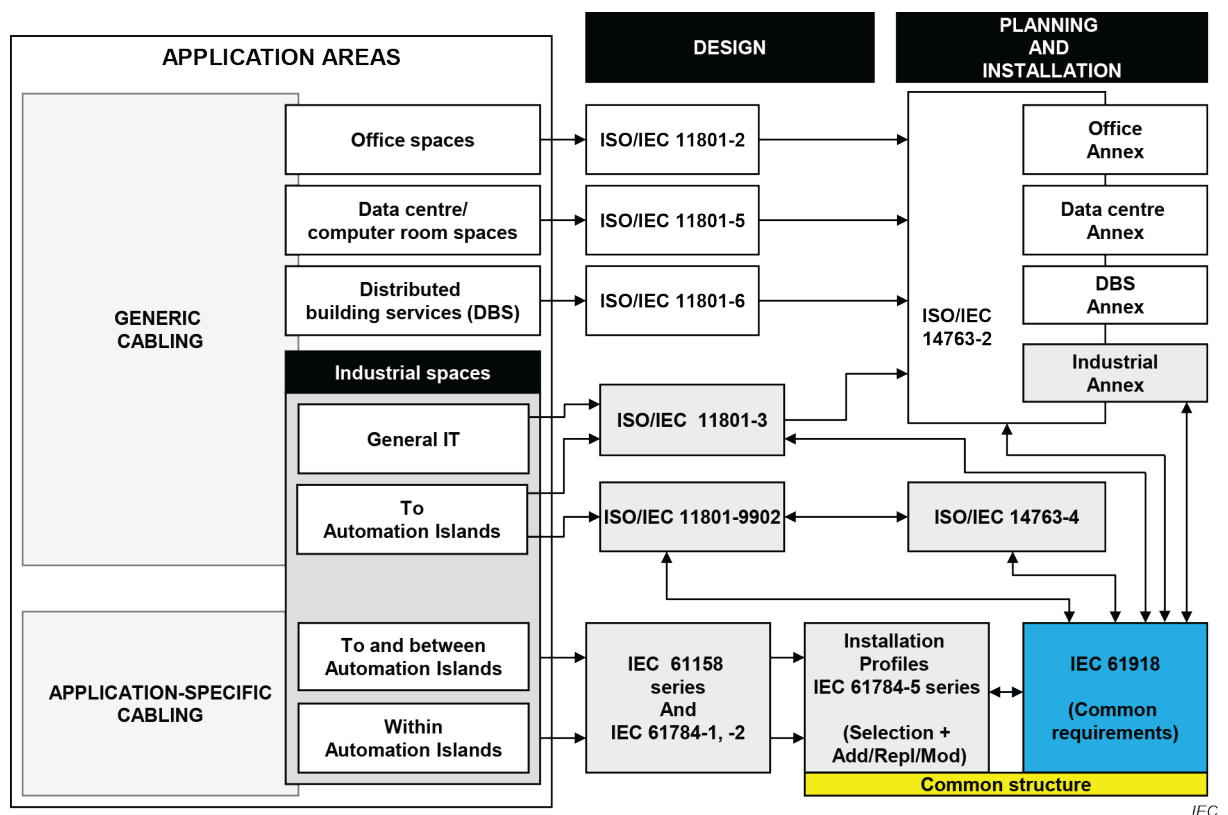 APPLICATION AREAS
DESIGN
PLANNING
AND
INSTALLATION
GENERIC
CABLING
Office spaces
ISO/IEC 11801-2
Office
Annex
Data centre/
computer room spaces
ISO/IEC 11801-5
Data centre
Annex
Distributed
building services (DBS)
ISO/IEC 11801-6
DBS
Annex
ISO/IEC
14763-2
Industrial
Annex
Industrial spaces
General IT
ISO/IEC 11801-3
To
Automation Islands
ISO/IEC 11801-9902
ISO/IEC 14763-4
APPLICATION-SPECIFIC
CABLING
To and between
Automation Islands
Within
Automation Islands
IEC 61158
series
And
IEC 61784-1, -2
Installation
Profiles
IEC 61784-5 series
(Selection +
Add/Repl/Mod)
IEC 61918
(Common
requirements)
Common structure
IEC